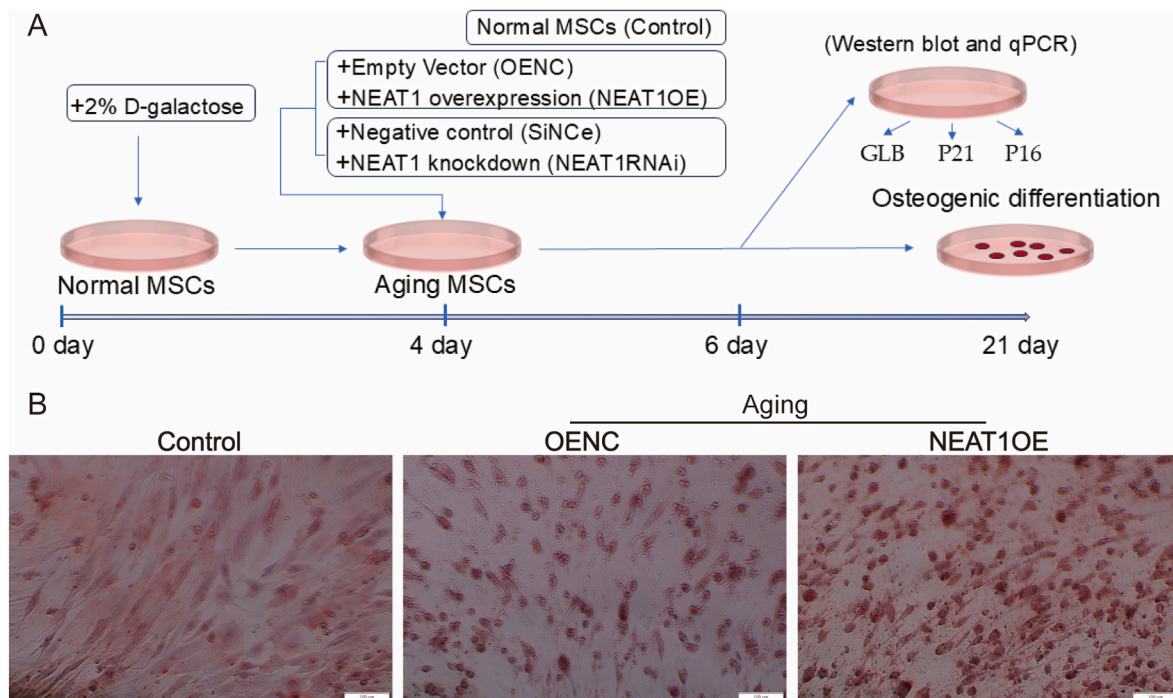 A
Normal MSCs (Control)
+Empty Vector (OENC)
+NEAT1 overexpression (NEAT1OE)
+Negative control (SiNCe)
+NEAT1 knockdown (NEAT1RNAi)
+2% D-galactose
(Western blot and qPCR)
GLB P21 P16
Osteogenic differentiation
Normal MSCs
Aging MSCs
0 day 4 day 6 day 21 day
B
Aging
Control OENC NEAT1OE
100 μm